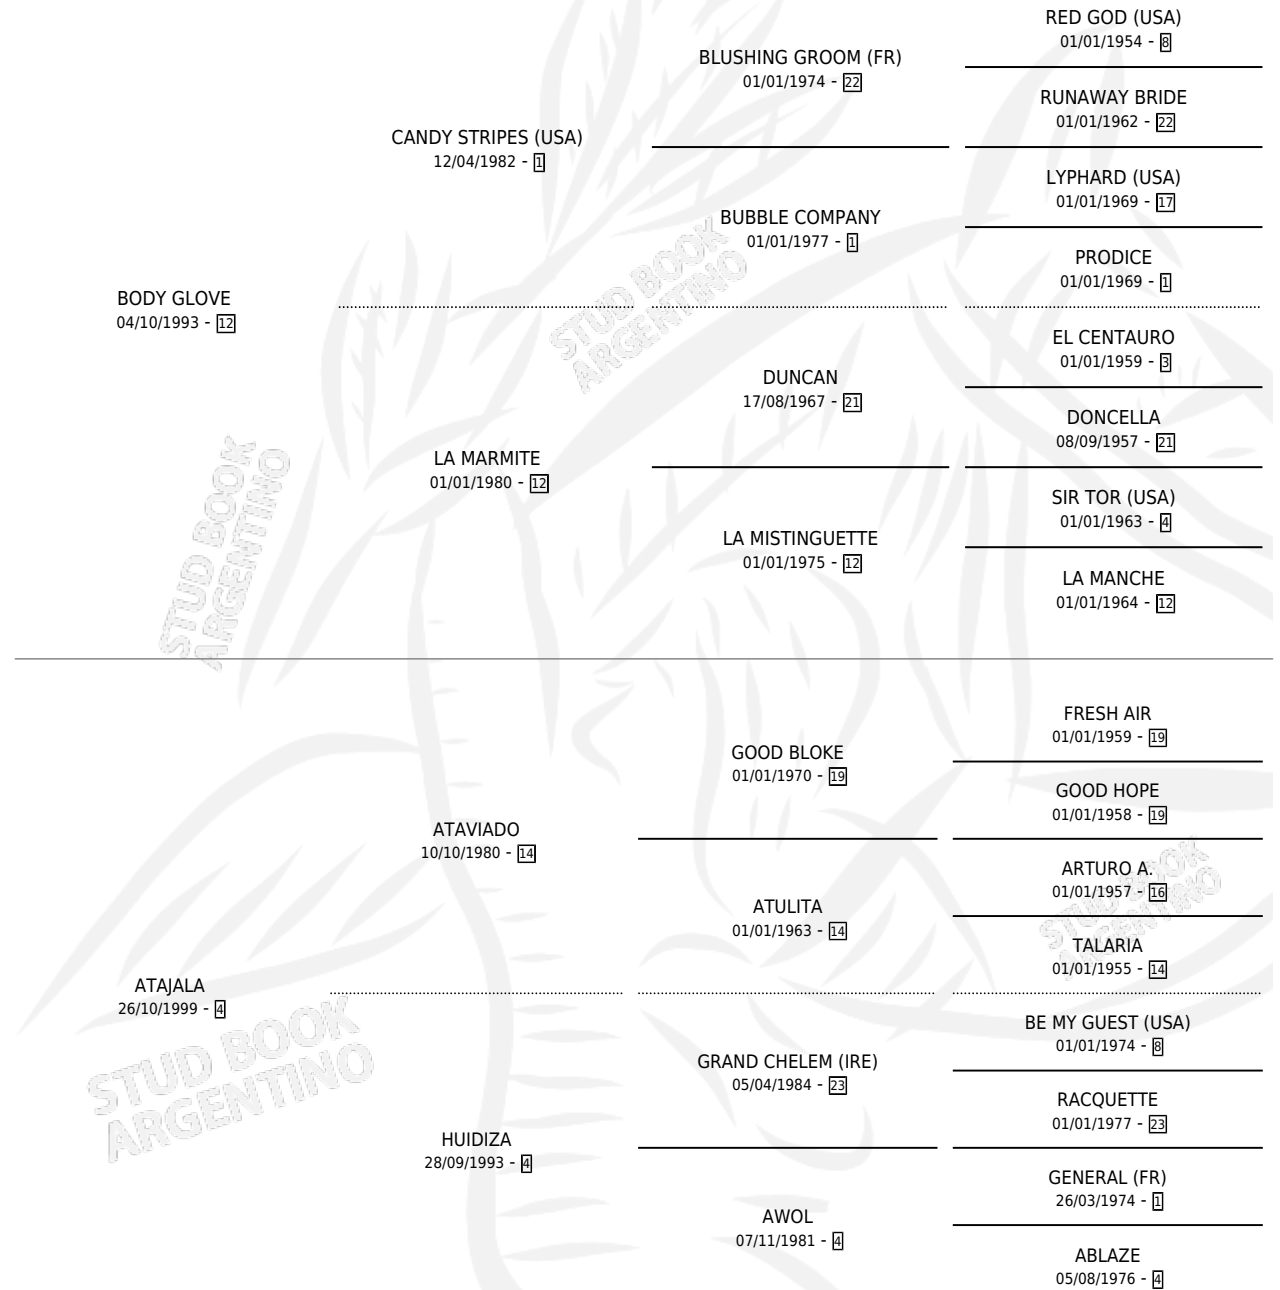 RED GOD (USA)
01/01/1954 - 8
BLUSHING GROOM (FR)
01/01/1974 - 22
RUNAWAY BRIDE
01/01/1962 - 22
CANDY STRIPES (USA)
12/04/1982 - 1
LYPHARD (USA)
01/01/1969 - 17
BUBBLE COMPANY
01/01/1977 - 1
PRODICE
01/01/1969 - 1
BODY GLOVE
04/10/1993 - 12
STUD BOOK
ARGENTINO
EL CENTAURO
01/01/1959 - 3
DUNCAN
17/08/1967 - 21
DONCELLA
08/09/1957 - 21
LA MARMITE
01/01/1980 - 12
SIR TOR (USA)
01/01/1963 - 4
LA MISTINGUETTE
01/01/1975 - 12
LA MANCHE
01/01/1964 - 12
STUD BOOK
ARGENTINO
FRESH AIR
01/01/1959 - 19
GOOD BLOKE
01/01/1970 - 19
GOOD HOPE
01/01/1958 - 19
ATAVIADO
10/10/1980 - 14
ARTURO A.
01/01/1957 - 16
STUD BOOK
ARGENTINO
ATULITA
01/01/1963 - 14
TALARIA
01/01/1955 - 14
ATAJALA
26/10/1999 - 4
STUD BOOK
ARGENTINO
BE MY GUEST (USA)
01/01/1974 - 8
GRAND CHELEM (IRE)
05/04/1984 - 23
RACQUETTE
01/01/1977 - 23
HUIDIZA
28/09/1993 - 4
GENERAL (FR)
26/03/1974 - 1
AWOL
07/11/1981 - 4
ABLAZE
05/08/1976 - 4